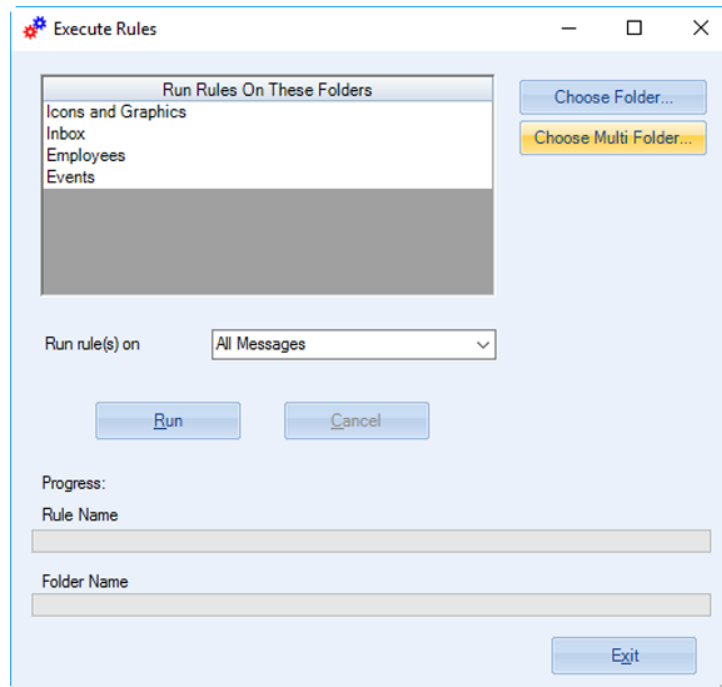 Execute Rules
Run Rules On These Folders
Icons and Graphics
Inbox
Employees
Events
Choose Folder...
Choose Multi Folder...
Run rule(s) on
All Messages
Run
Cancel
Progress:
Rule Name
Folder Name
Exit